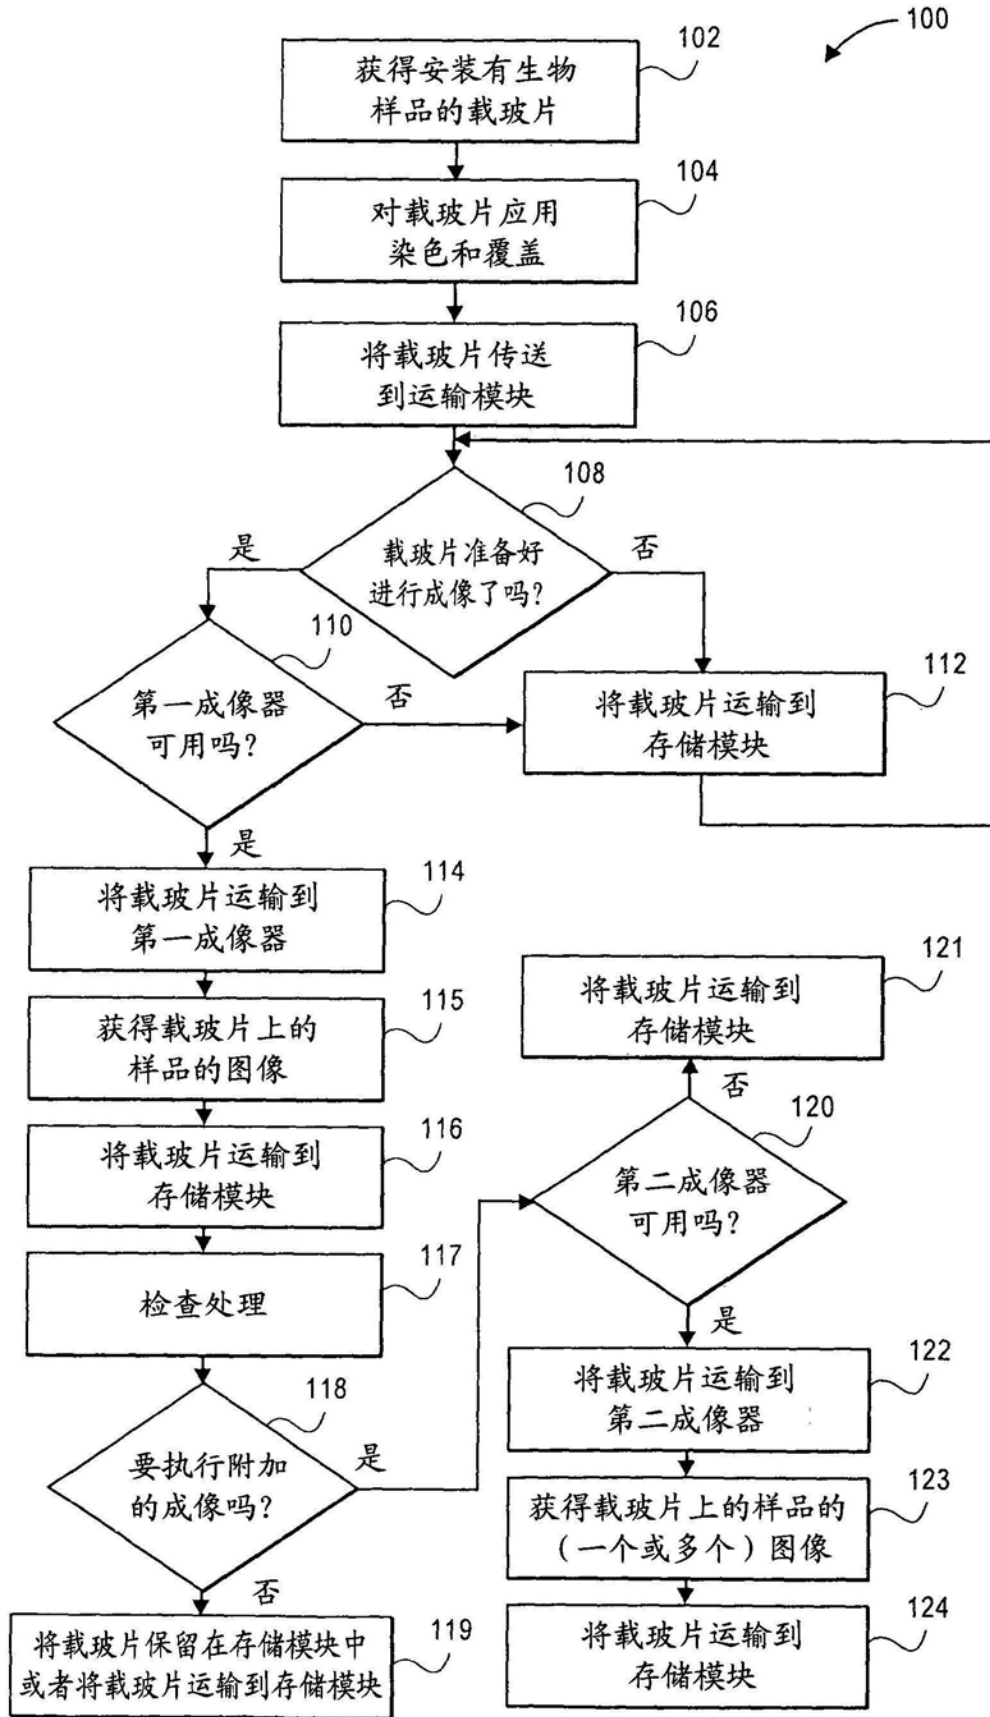 100
102
获得安装有生物
样品的载玻片
104
对载玻片应用
染色和覆盖
106
将载玻片传送
到运输模块
108
载玻片准备好
进行成像了吗?
是
否
110
第一成像器
可用吗?
否
是
112
将载玻片运输到
存储模块
114
将载玻片运输到
第一成像器
115
获得载玻片上的
样品的图像
116
将载玻片运输到
存储模块
117
检查处理
118
要执行附加
的成像吗?
是
否
119
将载玻片保留在存储模块中
或者将载玻片运输到存储模块
121
将载玻片运输到
存储模块
否
120
第二成像器
可用吗?
是
122
将载玻片运输到
第二成像器
123
获得载玻片上的样品的
(一个或多个)图像
124
将载玻片运输到
存储模块